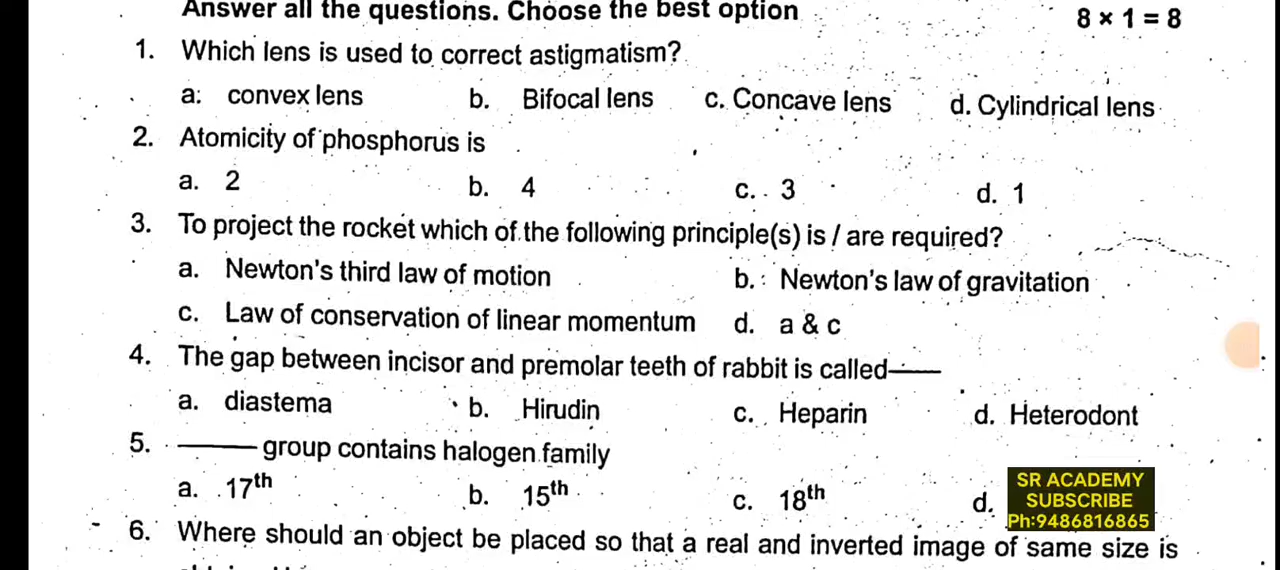 Answer all the questions. Choose the best option 8 × 1 = 8
1. Which lens is used to correct astigmatism?
a. convex lens b. Bifocal lens c. Concave lens d. Cylindrical lens
2. Atomicity of phosphorus is
a. 2 b. 4 c. 3 d. 1
3. To project the rocket which of the following principle(s) is / are required?
a. Newton's third law of motion b. Newton's law of gravitation
c. Law of conservation of linear momentum d. a & c
4. The gap between incisor and premolar teeth of rabbit is called——
a. diastema b. Hirudin c. Heparin d. Heterodont
5. ——— group contains halogen family
a. 17th b. 15th c. 18th d.
SR ACADEMY
SUBSCRIBE
Ph:9486816865
6. Where should an object be placed so that a real and inverted image of same size is